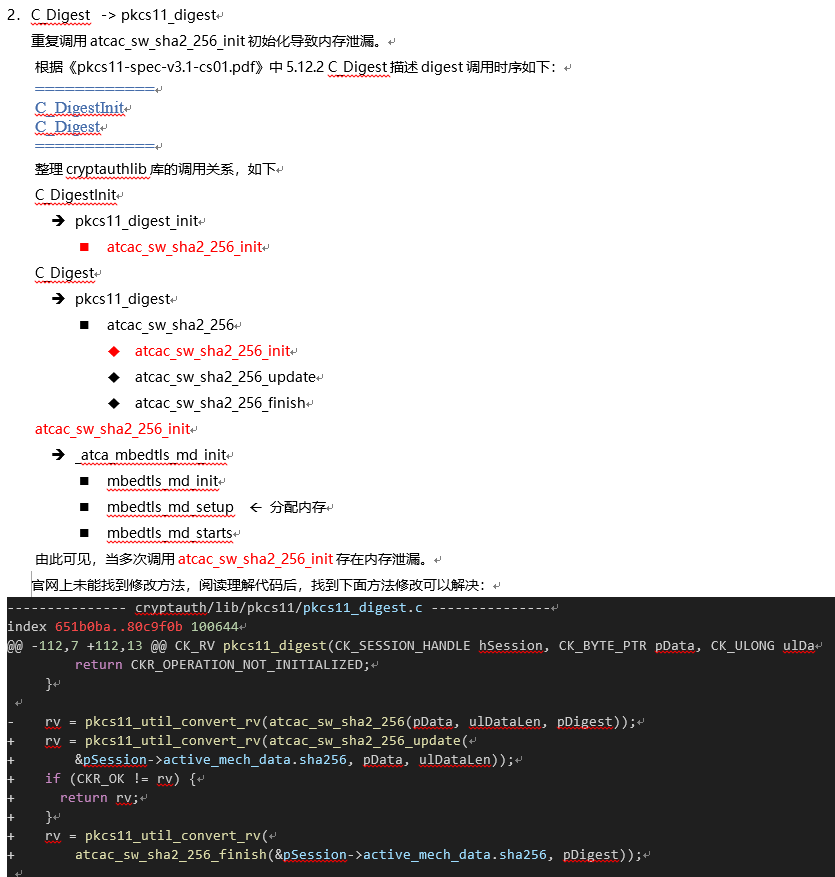 2. C_Digest -> pkcs11_digest
重复调用 atcac_sw_sha2_256_init 初始化导致内存泄漏。
根据《pkcs11-spec-v3.1-cs01.pdf》中 5.12.2 C_Digest 描述 digest 调用时序如下：
============
C_DigestInit
C_Digest
============
整理 cryptauthlib 库的调用关系，如下
C_DigestInit
➔ pkcs11_digest_init
■ atcac_sw_sha2_256_init
C_Digest
➔ pkcs11_digest
■ atcac_sw_sha2_256
◆ atcac_sw_sha2_256_init
◆ atcac_sw_sha2_256_update
◆ atcac_sw_sha2_256_finish
atcac_sw_sha2_256_init
➔ _atca_mbedtls_md_init
■ mbedtls_md_init
■ mbedtls_md_setup ← 分配内存
■ mbedtls_md_starts
由此可见，当多次调用 atcac_sw_sha2_256_init 存在内存泄漏。
官网上未能找到修改方法，阅读理解代码后，找到下面方法修改可以解决：
--------------- cryptauth/lib/pkcs11/pkcs11_digest.c ---------------
index 651b0ba..80c9f0b 100644
@@ -112,7 +112,13 @@ CK_RV pkcs11_digest(CK_SESSION_HANDLE hSession, CK_BYTE_PTR pData, CK_ULONG ulDa
return CKR_OPERATION_NOT_INITIALIZED;
}
- rv = pkcs11_util_convert_rv(atcac_sw_sha2_256(pData, ulDataLen, pDigest));
+ rv = pkcs11_util_convert_rv(atcac_sw_sha2_256_update(
+ &pSession->active_mech_data.sha256, pData, ulDataLen));
+ if (CKR_OK != rv) {
+ return rv;
+ }
+ rv = pkcs11_util_convert_rv(
+ atcac_sw_sha2_256_finish(&pSession->active_mech_data.sha256, pDigest));